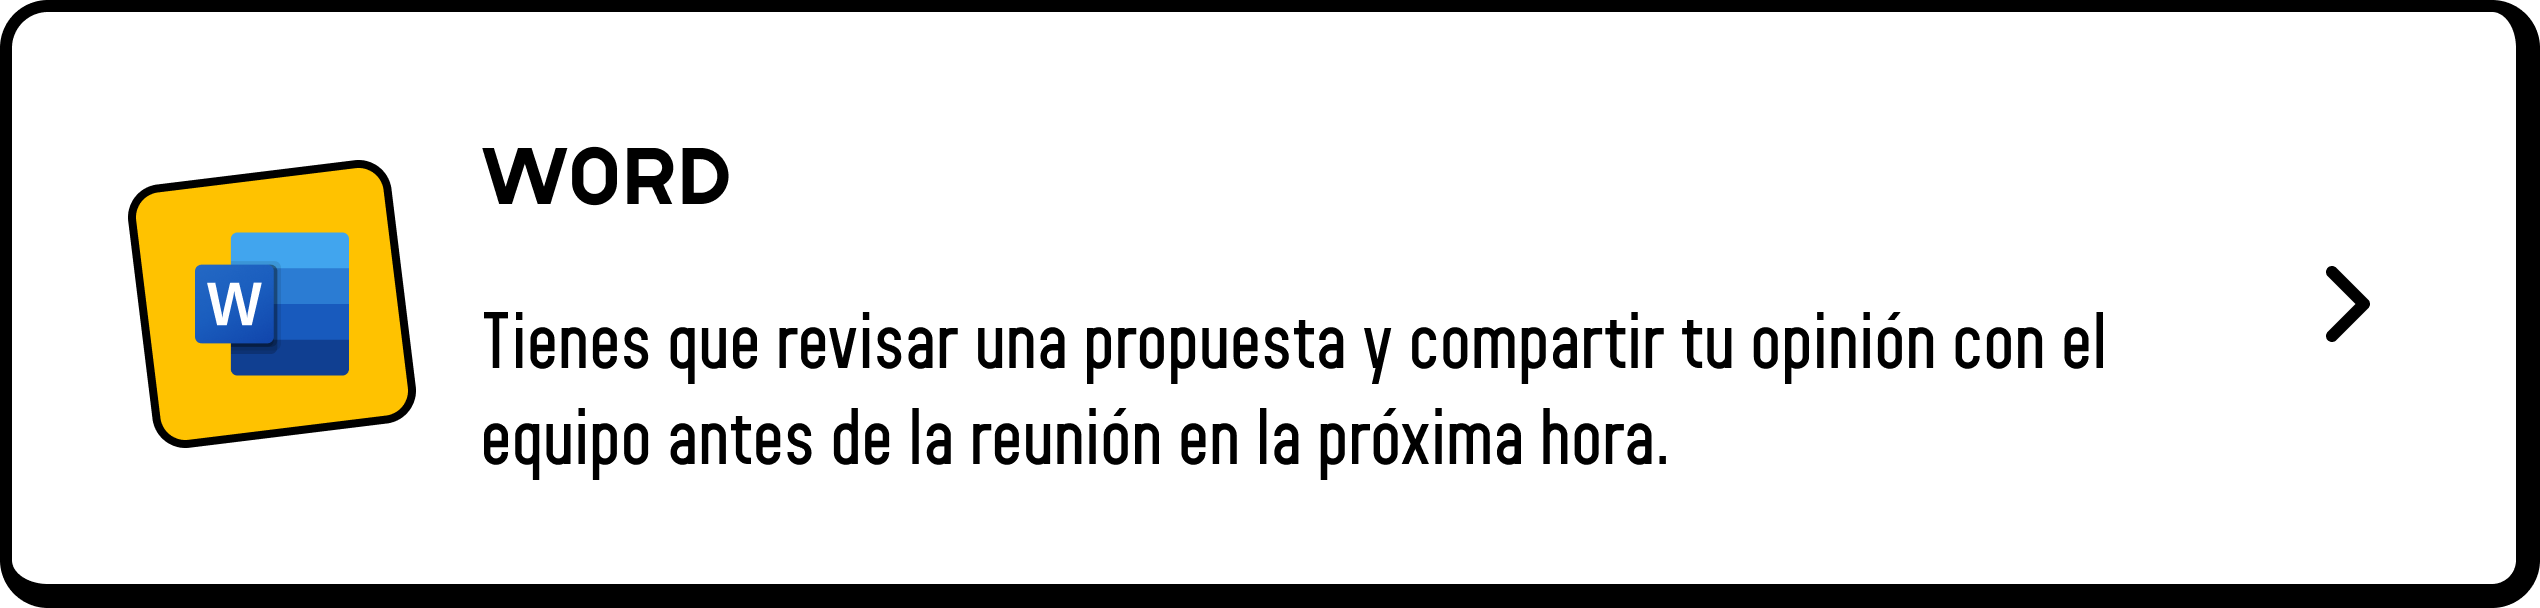 WORD
W
Tienes que revisar una propuesta y compartir tu opinión con el
equipo antes de la reunión en la próxima hora.